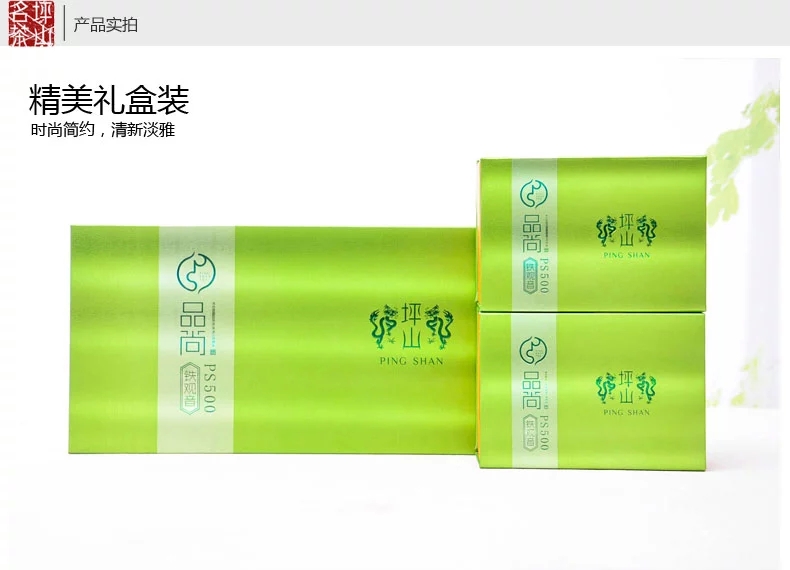 坪山名茶
产品实拍
精美礼盒装
时尚简约，清新淡雅
品尚
铁观音
PS500
坪山
PING SHAN
品尚
铁观音
PS500
坪山
PING SHAN
品尚
铁观音
PS500
坪山
PING SHAN